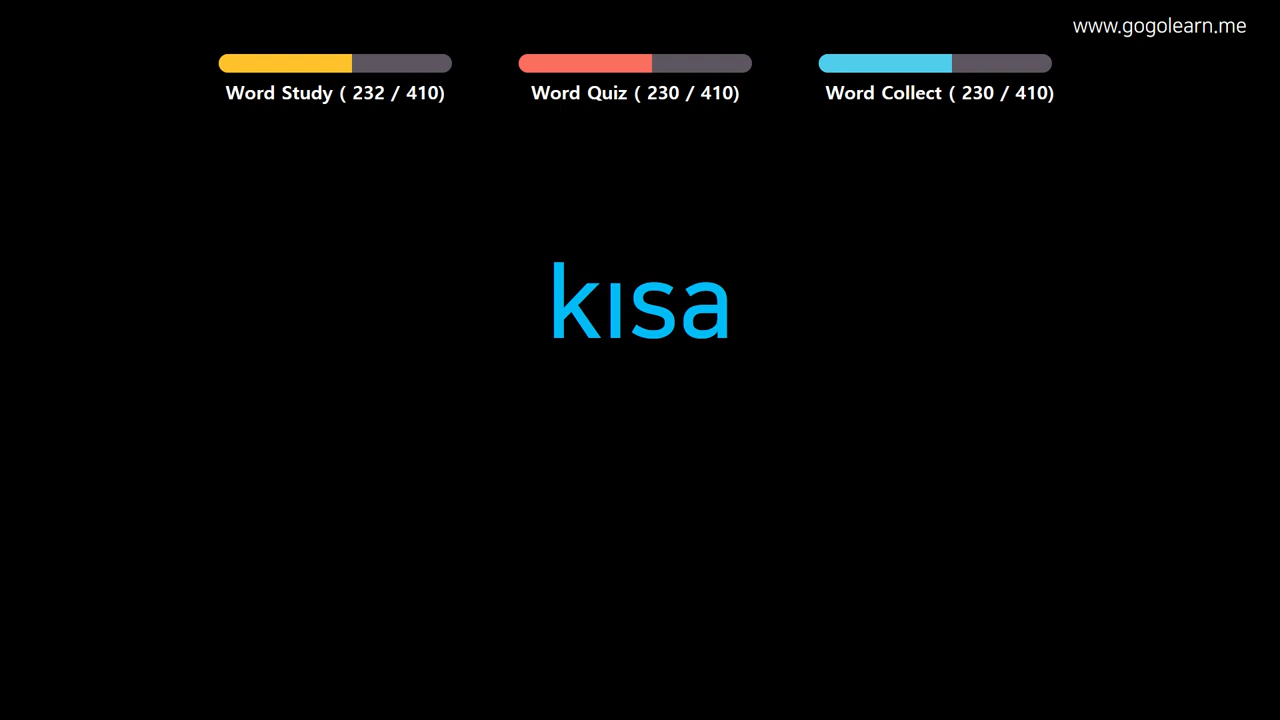 www.gogolearn.me
Word Study ( 232 / 410)
Word Quiz ( 230 / 410)
Word Collect ( 230 / 410)
kısa